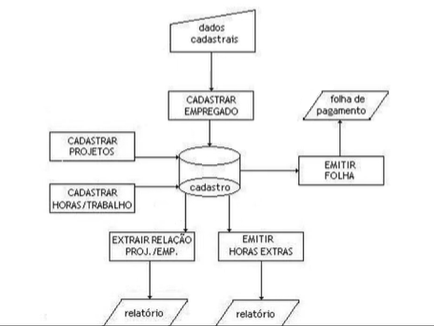 dados
cadastrais
CADASTRAR
EMPREGADO
folha de
pagamento
CADASTRAR
PROJETOS
EMITIR
FOLHA
cadastro
CADASTRAR
HORAS/TRABALHO
EXTRAIR RELAÇÃO
PROJ./EMP.
EMITIR
HORAS EXTRAS
relatório
relatório